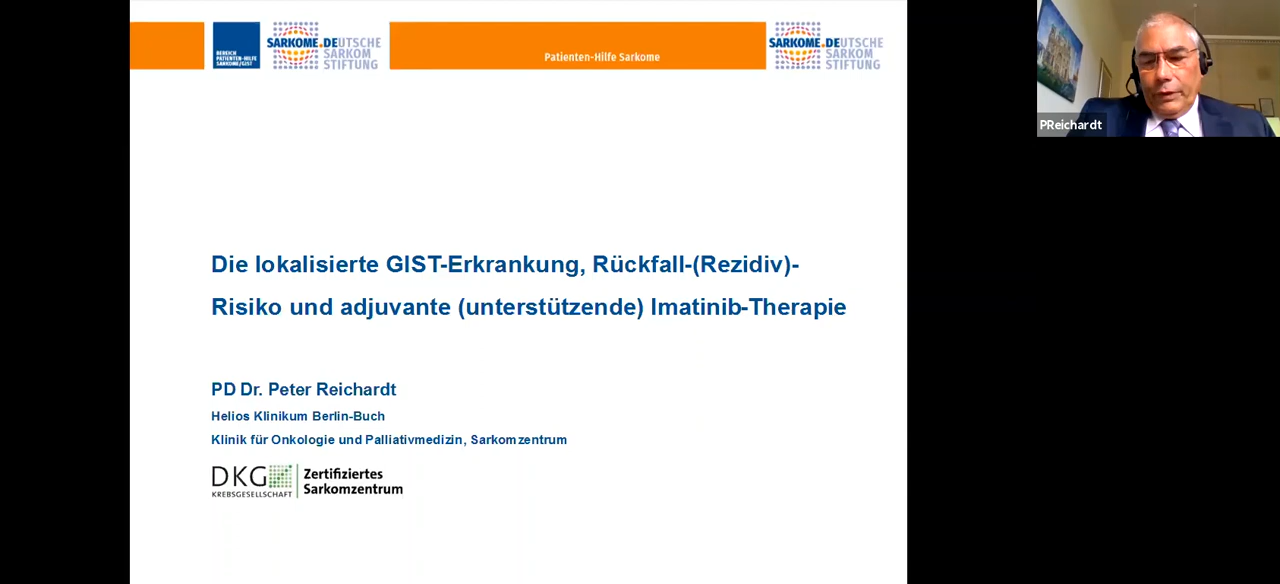 BEREICH
PATIENTEN-HILFE
SARKOME/GIST
SARKOME.DEUTSCHE
SARKOM
STIFTUNG
Patienten-Hilfe Sarkome
SARKOME.DEUTSCHE
SARKOM
STIFTUNG
PReichardt
Die lokalisierte GIST-Erkrankung, Rückfall-(Rezidiv)-
Risiko und adjuvante (unterstützende) Imatinib-Therapie
PD Dr. Peter Reichardt
Helios Klinikum Berlin-Buch
Klinik für Onkologie und Palliativmedizin, Sarkomzentrum
DKG
KREBSGESELLSCHAFT
Zertifiziertes
Sarkomzentrum